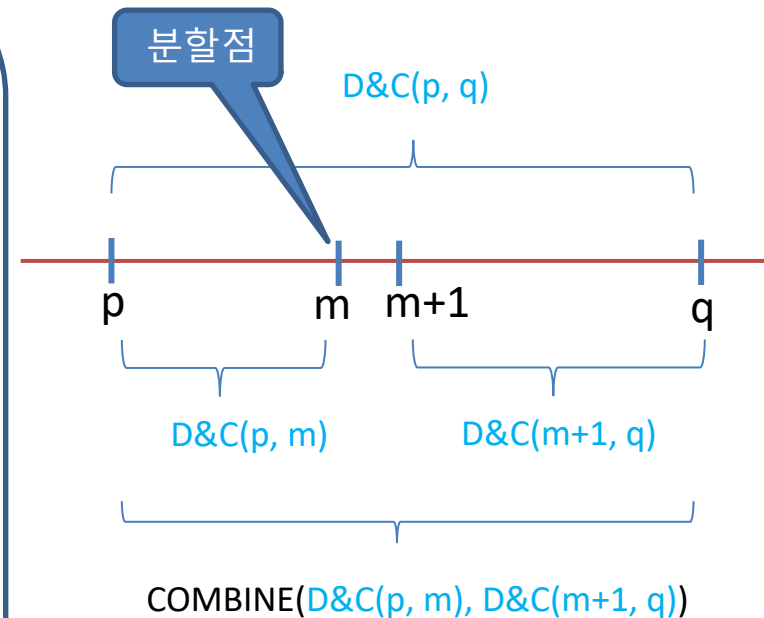 분할점
D&C(p, q)
p m m+1 q
D&C(p, m) D&C(m+1, q)
COMBINE(D&C(p, m), D&C(m+1, q))